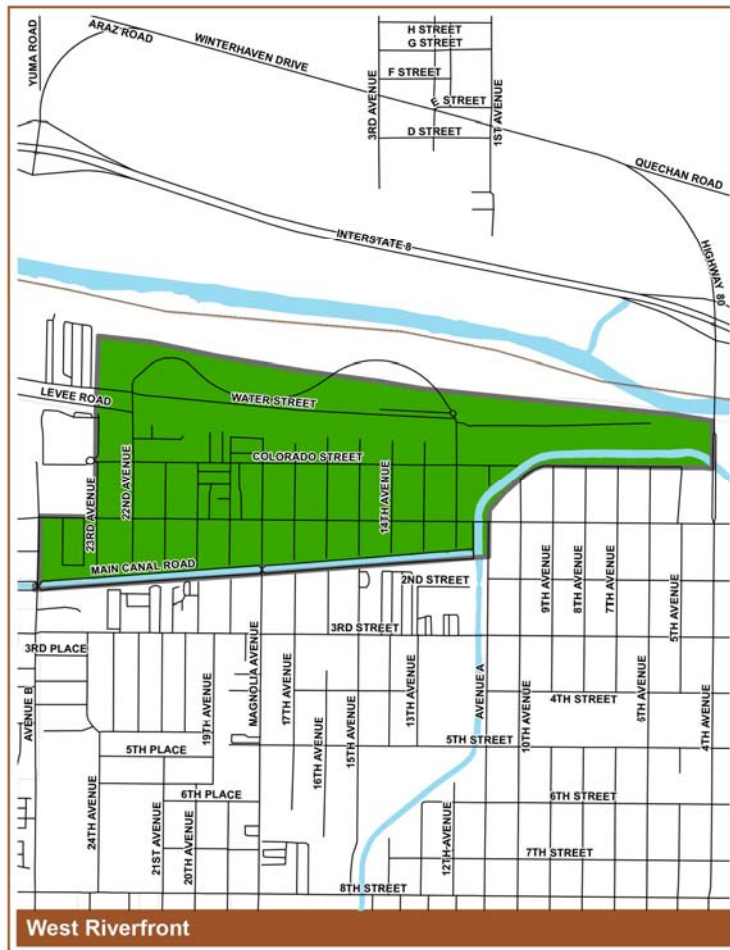 H STREET
G STREET
F STREET
E STREET
D STREET
3RD AVENUE
1ST AVENUE
YUMA ROAD
ARAZ ROAD
WINTERHAVEN DRIVE
QUECHAN ROAD
INTERSTATE 8
HIGHWAY 80
LEVEE ROAD
WATER STREET
COLORADO STREET
22ND AVENUE
23RD AVENUE
14TH AVENUE
MAIN CANAL ROAD
2ND STREET
3RD STREET
3RD PLACE
9TH AVENUE
8TH AVENUE
7TH AVENUE
5TH AVENUE
AVENUE B
19TH AVENUE
MAGNOLIA AVENUE
17TH AVENUE
16TH AVENUE
15TH AVENUE
13TH AVENUE
AVENUE A
10TH AVENUE
4TH STREET
6TH AVENUE
4TH AVENUE
5TH STREET
5TH PLACE
6TH PLACE
6TH STREET
24TH AVENUE
21ST AVENUE
20TH AVENUE
12TH AVENUE
7TH STREET
8TH STREET
West Riverfront